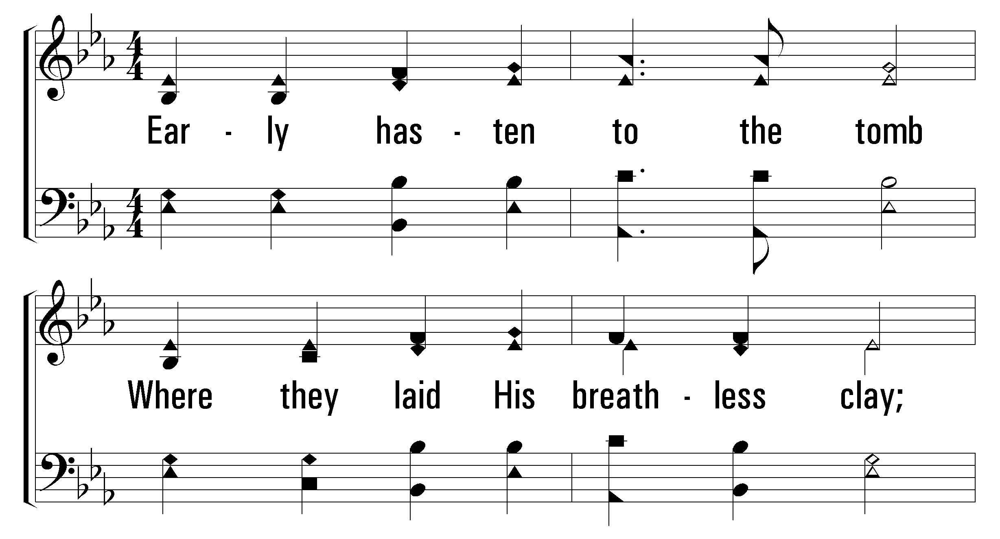 Ear - ly has - ten to the tomb
Where they laid His breath - less clay;